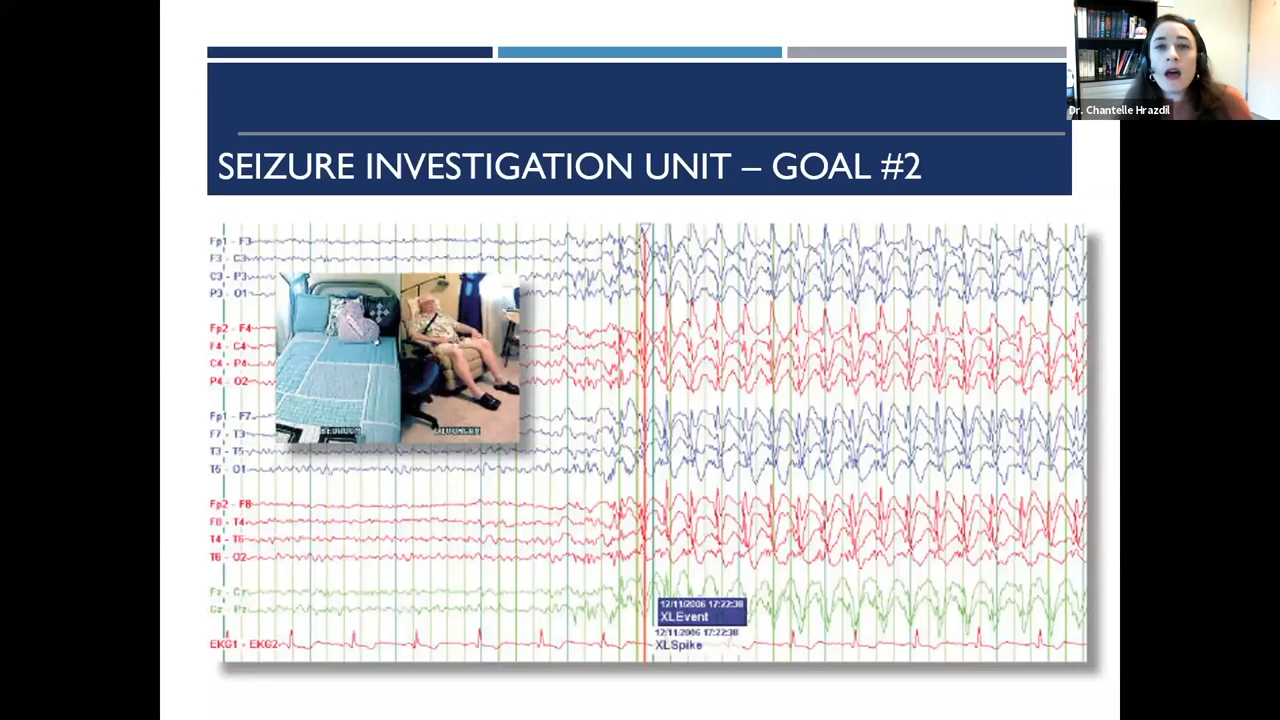 Dr. Chantelle Hrazdil
SEIZURE INVESTIGATION UNIT – GOAL #2
Fp1 - F3
F3 - C3
C3 - P3
P3 - O1
Fp2 - F4
F4 - C4
C4 - P4
P4 - O2
Fp1 - F7
F7 - T3
T3 - T5
T5 - O1
Fp2 - F8
F8 - T4
T4 - T6
T6 - O2
Fz - Cz
Cz - Pz
EKG1 - EKG2
12/11/2006 17:22:38
XLEvent
12/11/2006 17:22:38
XLSpike